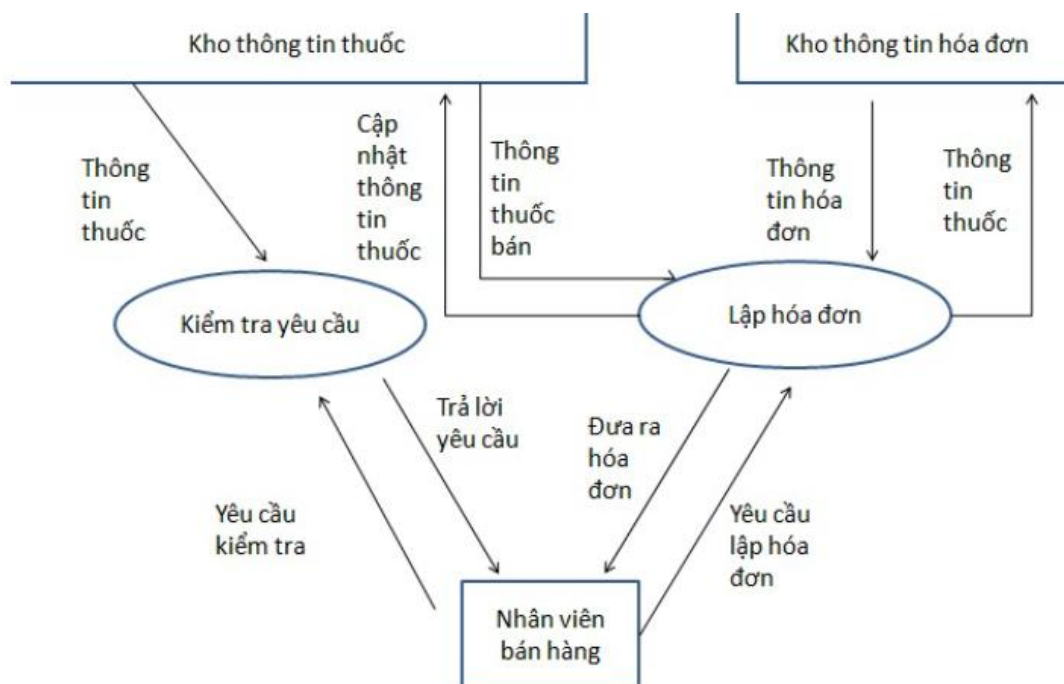 Kho thông tin thuốc
Kho thông tin hóa đơn
Thông
tin
thuốc
Cập
nhật
thông
tin
thuốc
Thông
tin
thuốc
bán
Thông
tin hóa
đơn
Thông
tin
thuốc
Kiểm tra yêu cầu
Lập hóa đơn
Trả lời
yêu cầu
Đưa ra
hóa
đơn
Yêu cầu
kiểm tra
Yêu cầu
lập hóa
đơn
Nhân viên
bán hàng